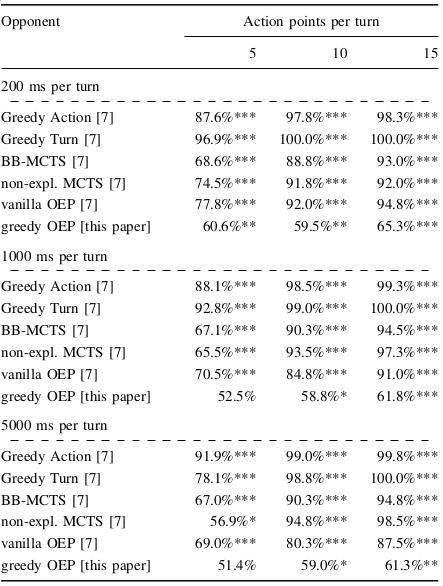 Opponent Action points per turn
5 10 15
200 ms per turn
Greedy Action [7] 87.6%*** 97.8%*** 98.3%***
Greedy Turn [7] 96.9%*** 100.0%*** 100.0%***
BB-MCTS [7] 68.6%*** 88.8%*** 93.0%***
non-expl. MCTS [7] 74.5%*** 91.8%*** 92.0%***
vanilla OEP [7] 77.8%*** 92.0%*** 94.8%***
greedy OEP [this paper] 60.6%** 59.5%** 65.3%***
1000 ms per turn
Greedy Action [7] 88.1%*** 98.5%*** 99.3%***
Greedy Turn [7] 92.8%*** 99.0%*** 100.0%***
BB-MCTS [7] 67.1%*** 90.3%*** 94.5%***
non-expl. MCTS [7] 65.5%*** 93.5%*** 97.3%***
vanilla OEP [7] 70.5%*** 84.8%*** 91.0%***
greedy OEP [this paper] 52.5% 58.8%* 61.8%***
5000 ms per turn
Greedy Action [7] 91.9%*** 99.0%*** 99.8%***
Greedy Turn [7] 78.1%*** 98.8%*** 100.0%***
BB-MCTS [7] 67.0%*** 90.3%*** 94.8%***
non-expl. MCTS [7] 56.9%* 94.8%*** 98.5%***
vanilla OEP [7] 69.0%*** 80.3%*** 87.5%***
greedy OEP [this paper] 51.4% 59.0%* 61.3%**